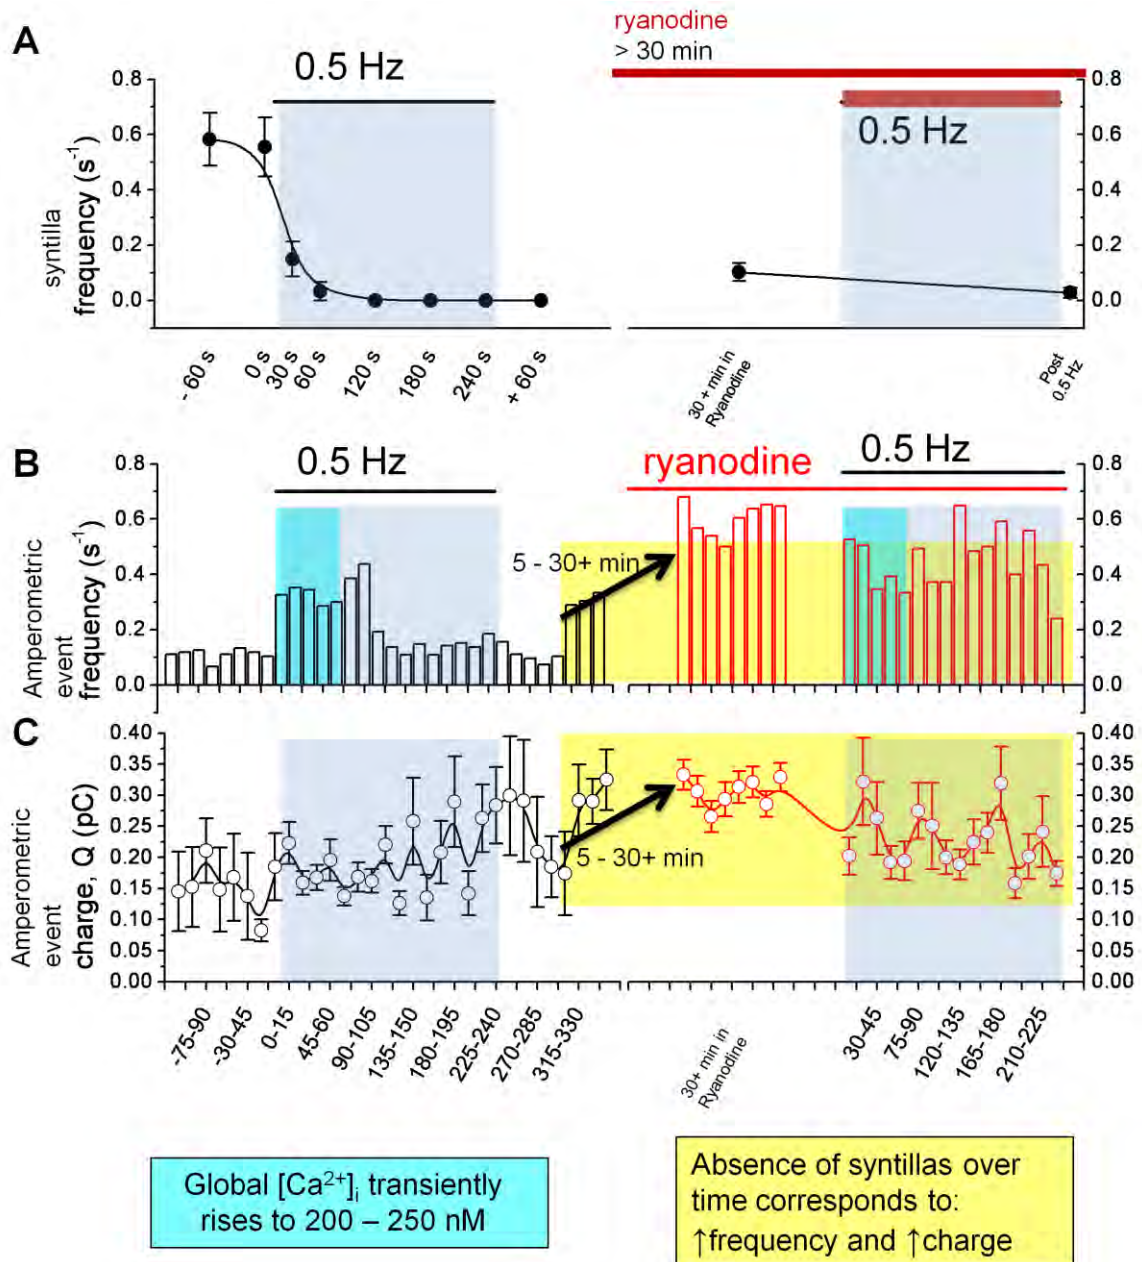 A
0.5 Hz
ryanodine
> 30 min
0.5 Hz
syntilla
frequency (s-1)
0.8
0.6
0.4
0.2
0.0
0.8
0.6
0.4
0.2
0.0
- 60 s
0 s
30 s
60 s
120 s
180 s
240 s
+ 60 s
30 + min in
Ryanodine
Post
0.5 Hz
B
0.5 Hz
ryanodine
0.5 Hz
Amperometric
event
frequency (s-1)
0.8
0.6
0.4
0.2
0.0
5 - 30+ min
0.8
0.6
0.4
0.2
0.0
C
Amperometric
event
charge, Q (pC)
0.40
0.35
0.30
0.25
0.20
0.15
0.10
0.05
0.00
5 - 30+ min
0.40
0.35
0.30
0.25
0.20
0.15
0.10
0.05
0.00
-75-90
-30-45
0-15
45-60
90-105
135-150
180-195
225-240
270-285
315-330
30+ min in
Ryanodine
30-45
75-90
120-135
165-180
210-225
Global [Ca2+]i transiently
rises to 200 – 250 nM
Absence of syntillas over
time corresponds to:
↑frequency and ↑charge